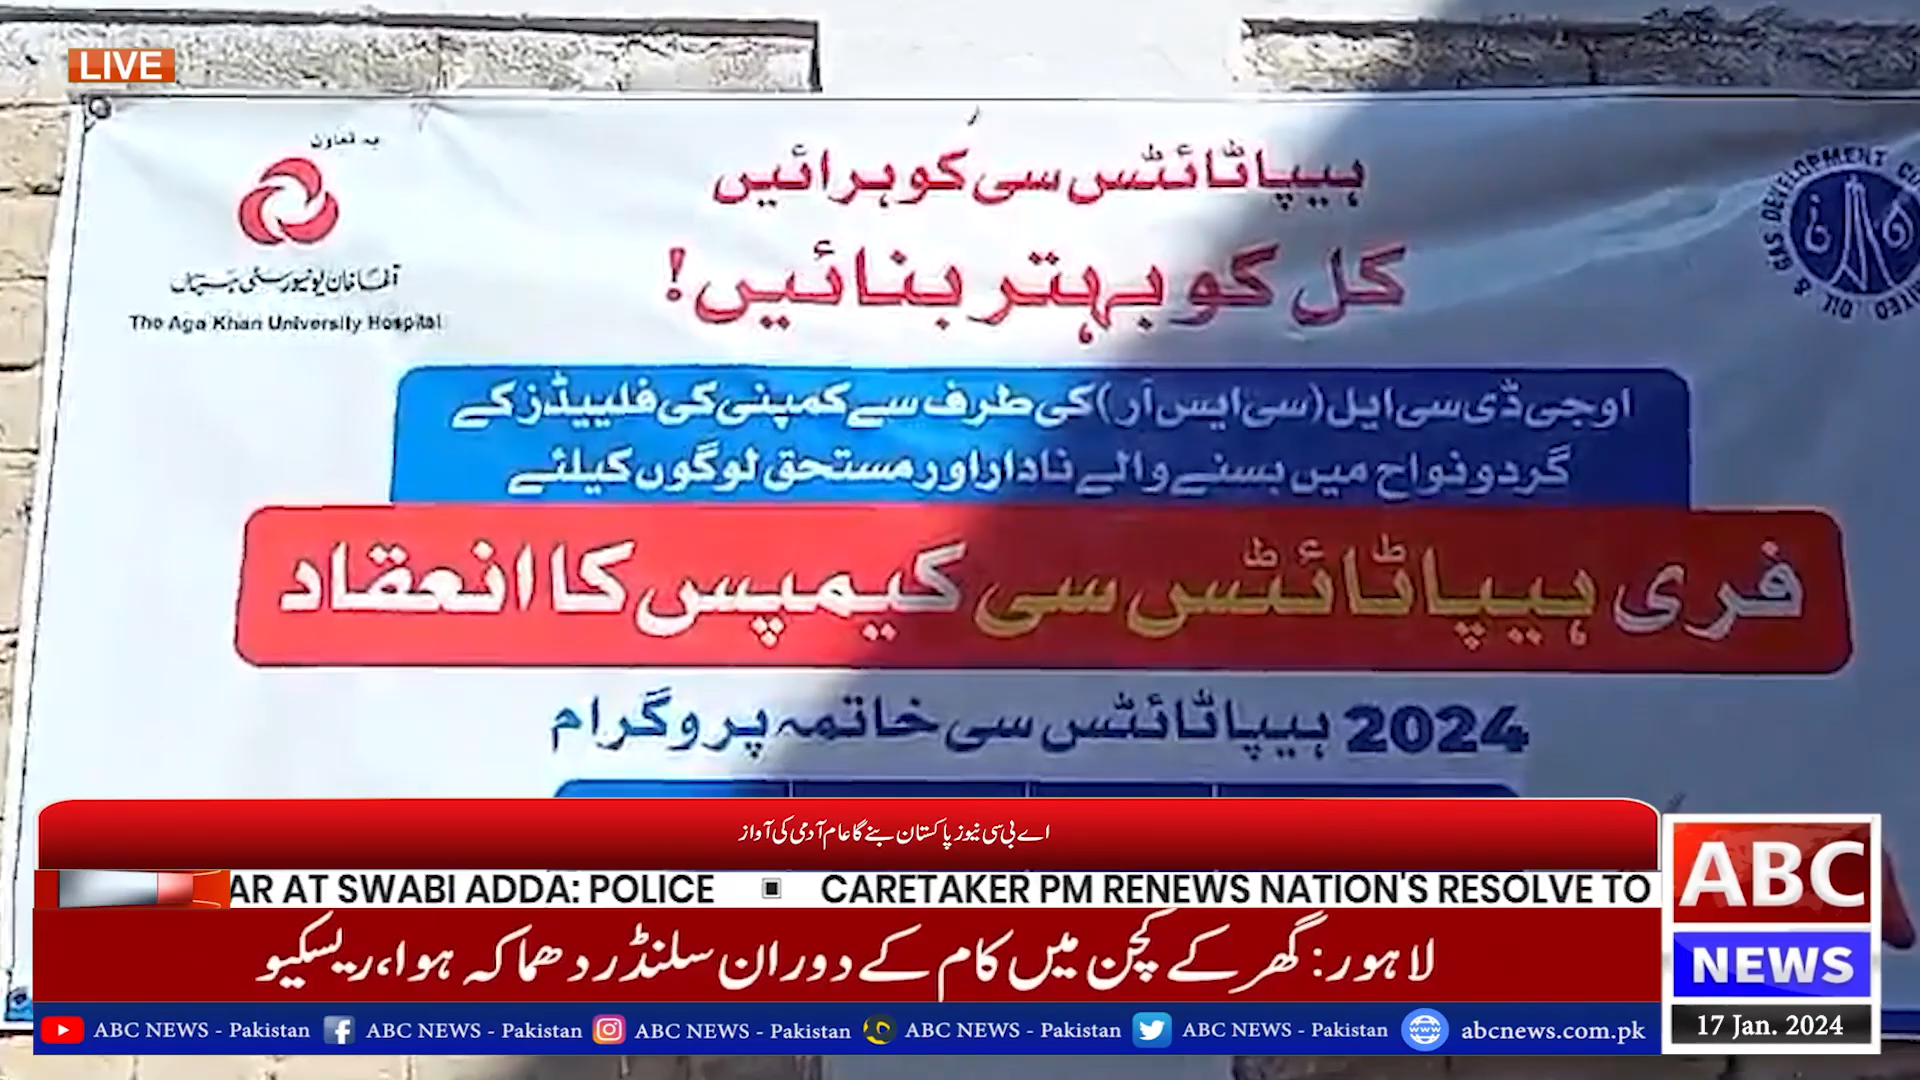 LIVE
بہ تعاون
آغا خان یونیورسٹی ہسپتال
The Aga Khan University Hospital
ہیپاٹائٹس سی کو ہرائیں
کل کو بہتر بنائیں!
OIL & GAS DEVELOPMENT CO
او جی ڈی سی ایل (سی ایس آر) کی طرف سے کمپنی کی فلییڈز کے
گردونواح میں بسنے والے نادار اور مستحق لوگوں کیلئے
فری ہیپاٹائٹس سی کیمپس کا انعقاد
2024 ہیپاٹائٹس سی خاتمہ پروگرام
اے بی سی نیوز پاکستان بنے گا عام آدمی کی آواز
AR AT SWABI ADDA: POLICE ▪ CARETAKER PM RENEWS NATION'S RESOLVE TO
لاہور: گھر کے کچن میں کام کے دوران سلنڈر دھماکہ ہوا، ریسکیو
ABC NEWS - Pakistan ABC NEWS - Pakistan ABC NEWS - Pakistan ABC NEWS - Pakistan ABC NEWS - Pakistan abcnews.com.pk
ABC
NEWS
17 Jan. 2024